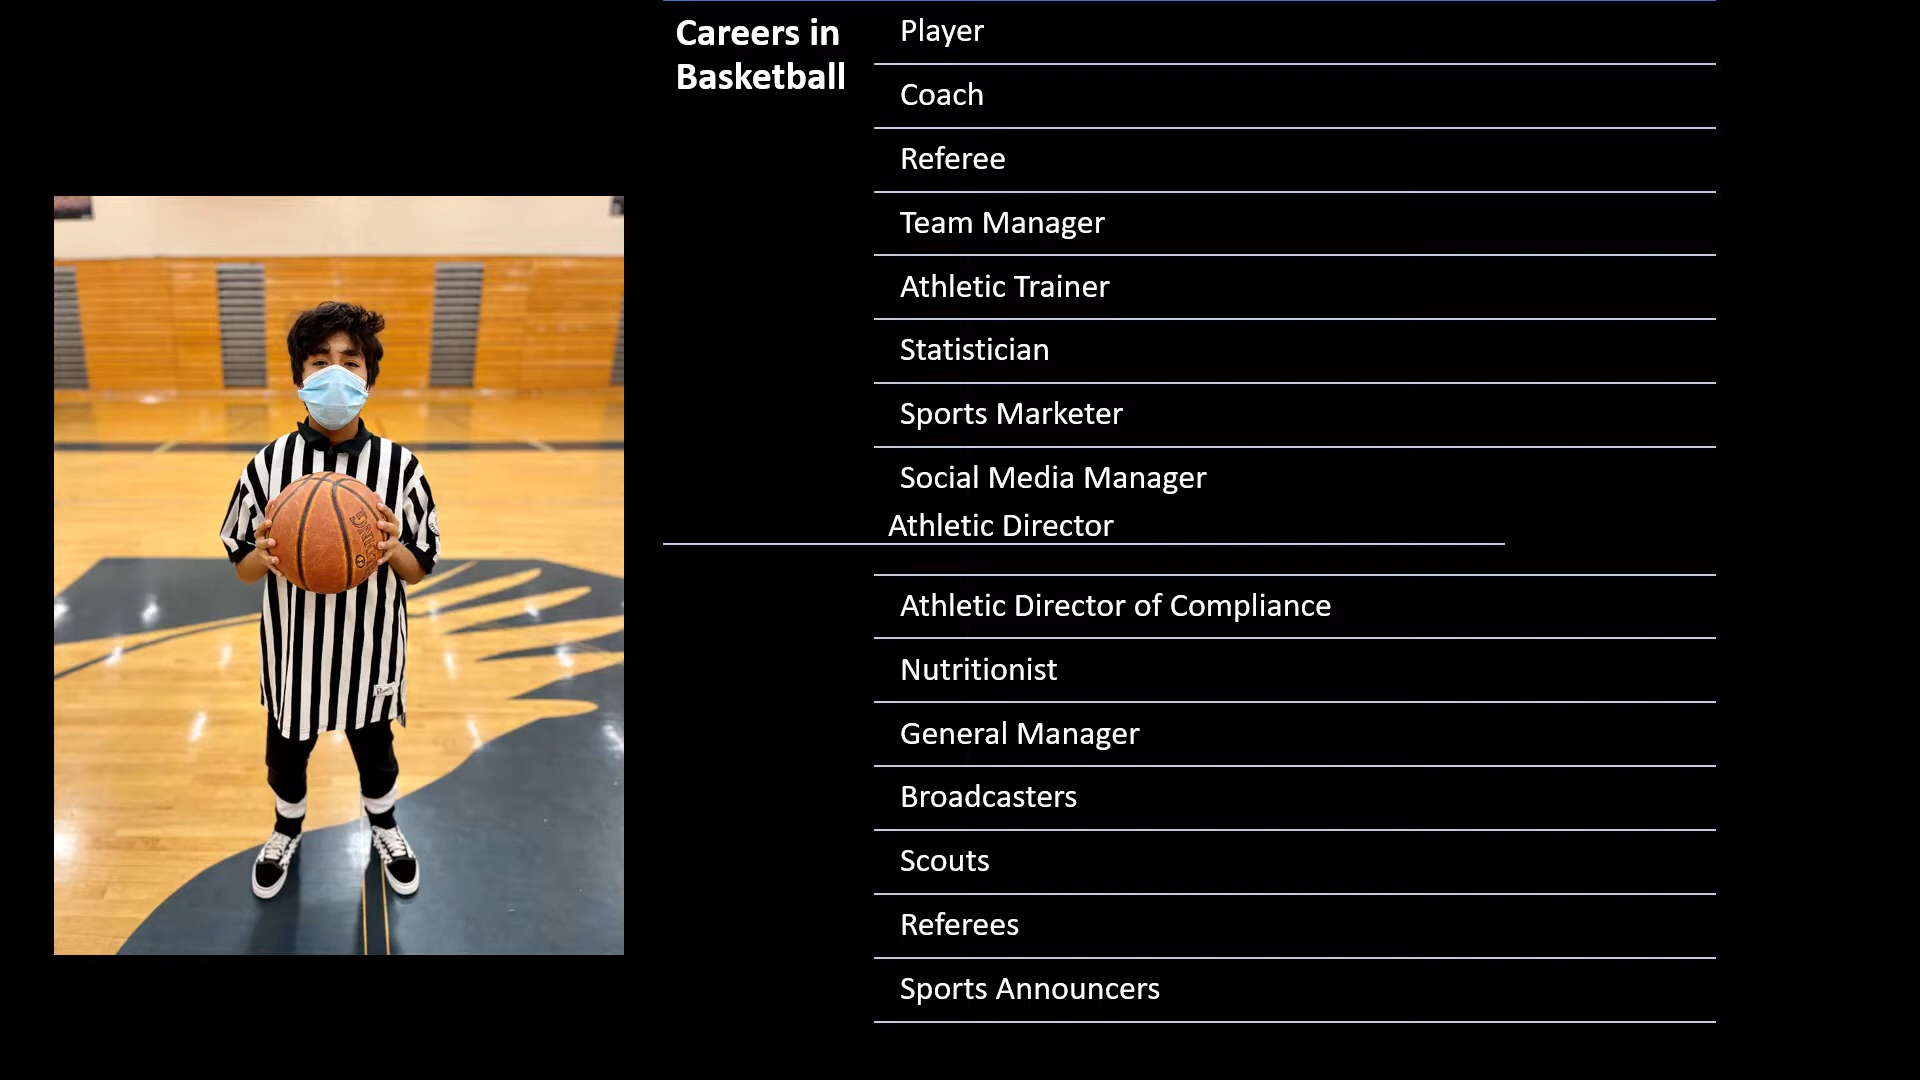 Careers in
Basketball
Player
Coach
Referee
Team Manager
Athletic Trainer
Statistician
Sports Marketer
Social Media Manager
Athletic Director
Athletic Director of Compliance
Nutritionist
General Manager
Broadcasters
Scouts
Referees
Sports Announcers